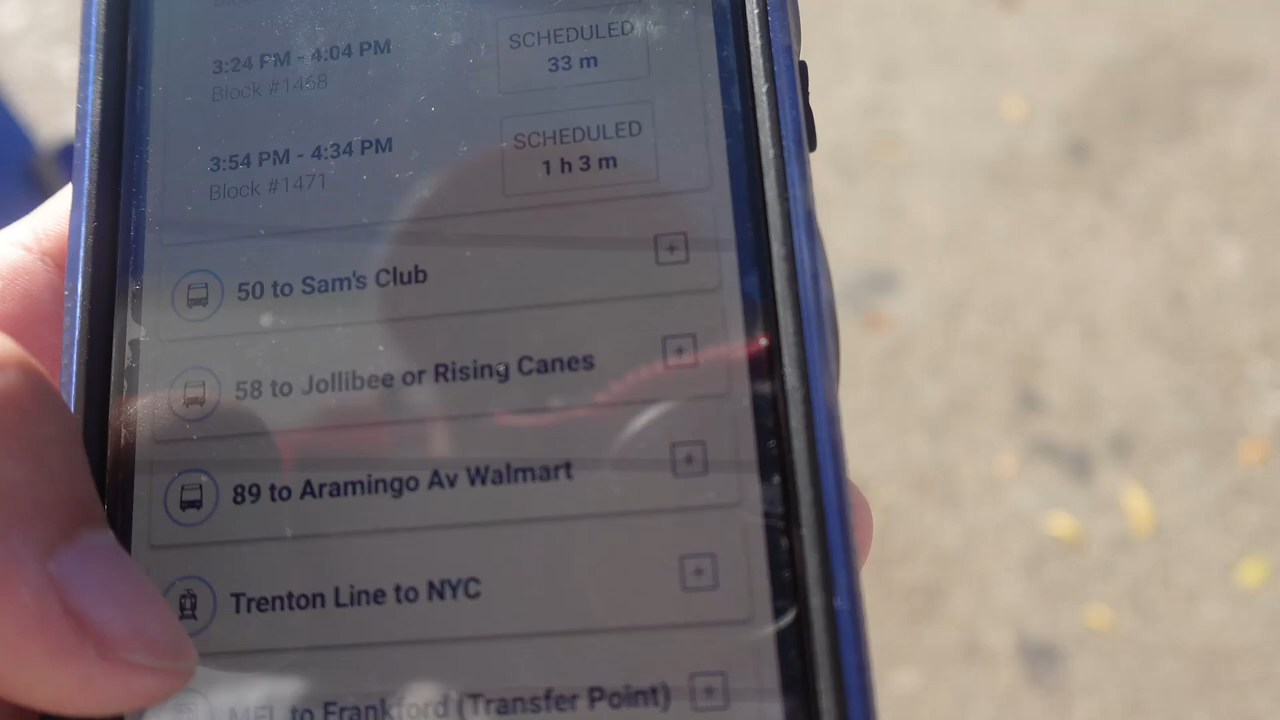 3:24 PM - 4:04 PM
SCHEDULED
33 m
Block #1468
3:54 PM - 4:34 PM
SCHEDULED
1 h 3 m
Block #1471
50 to Sam's Club
58 to Jollibee or Rising Canes
89 to Aramingo Av Walmart
Trenton Line to NYC
MFL to Frankford (Transfer Point)